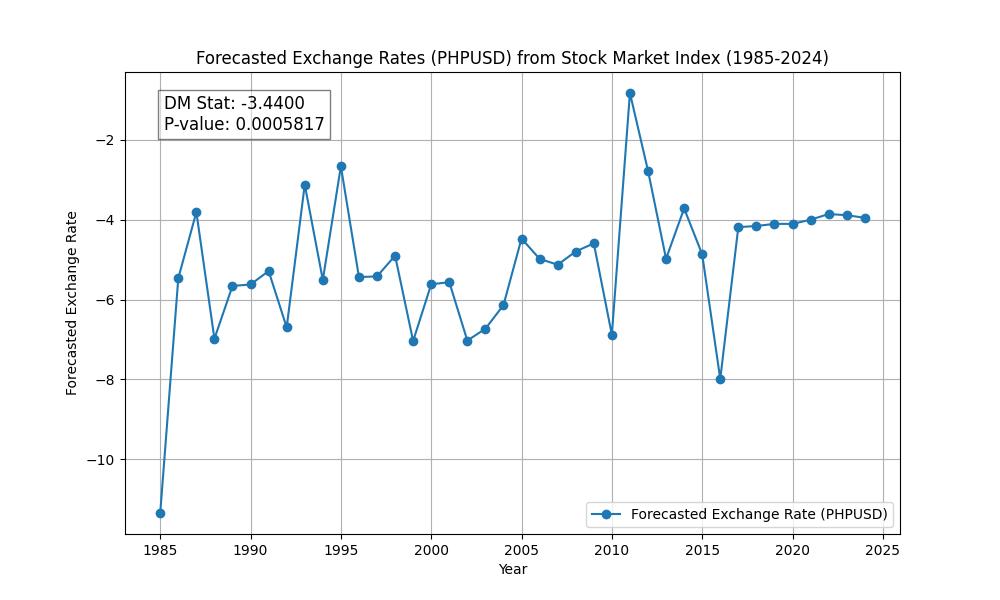 Forecasted Exchange Rates (PHPUSD) from Stock Market Index (1985-2024)
DM Stat: -3.4400
P-value: 0.0005817
Forecasted Exchange Rate
−2
−4
−6
−8
−10
Forecasted Exchange Rate (PHPUSD)
1985 1990 1995 2000 2005 2010 2015 2020 2025
Year